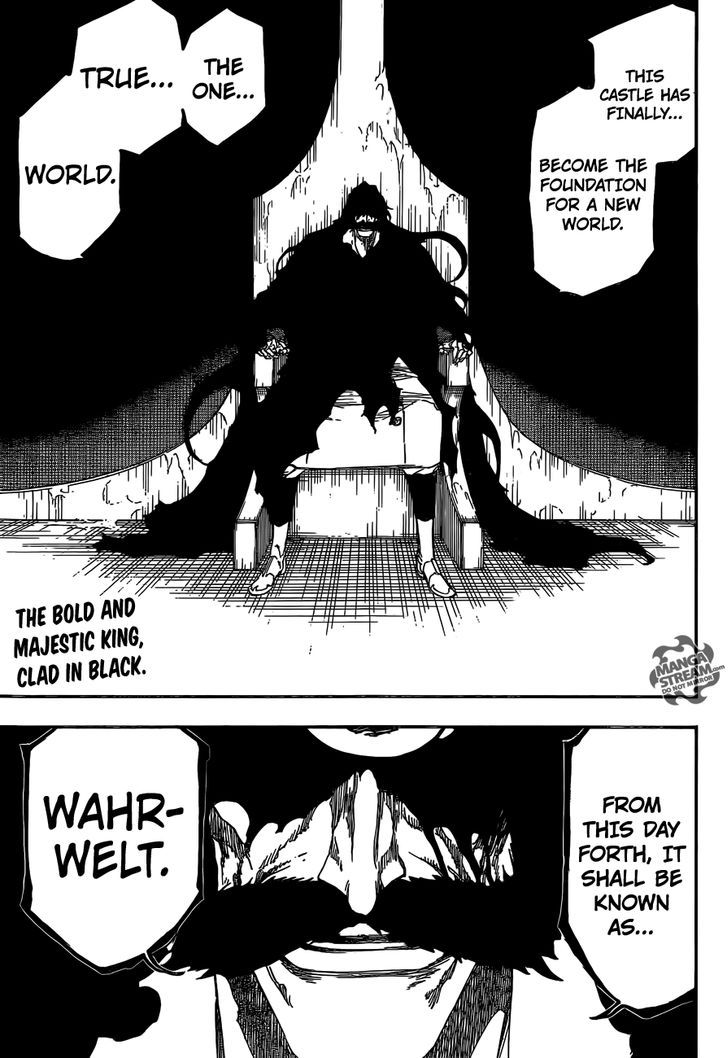 THIS
CASTLE HAS
FINALLY...
BECOME THE
FOUNDATION
FOR A NEW
WORLD.
THE
ONE...
TRUE...
WORLD.
THE BOLD AND
MAJESTIC KING,
CLAD IN BLACK.
MANGA
STREAM.com
DO NOT MIRROR
FROM
THIS DAY
FORTH, IT
SHALL BE
KNOWN
AS...
WAHR-
WELT.